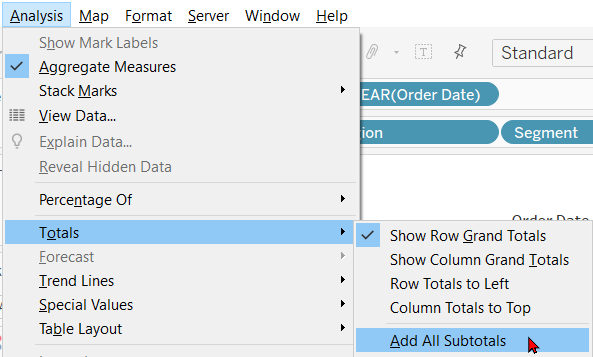 Analysis Map Format Server Window Help
Show Mark Labels
Aggregate Measures
Stack Marks
View Data...
Explain Data...
Reveal Hidden Data
Percentage Of
Totals
Forecast
Trend Lines
Special Values
Table Layout
Standard
EAR(Order Date)
Segment
Order Date
Show Row Grand Totals
Show Column Grand Totals
Row Totals to Left
Column Totals to Top
Add All Subtotals